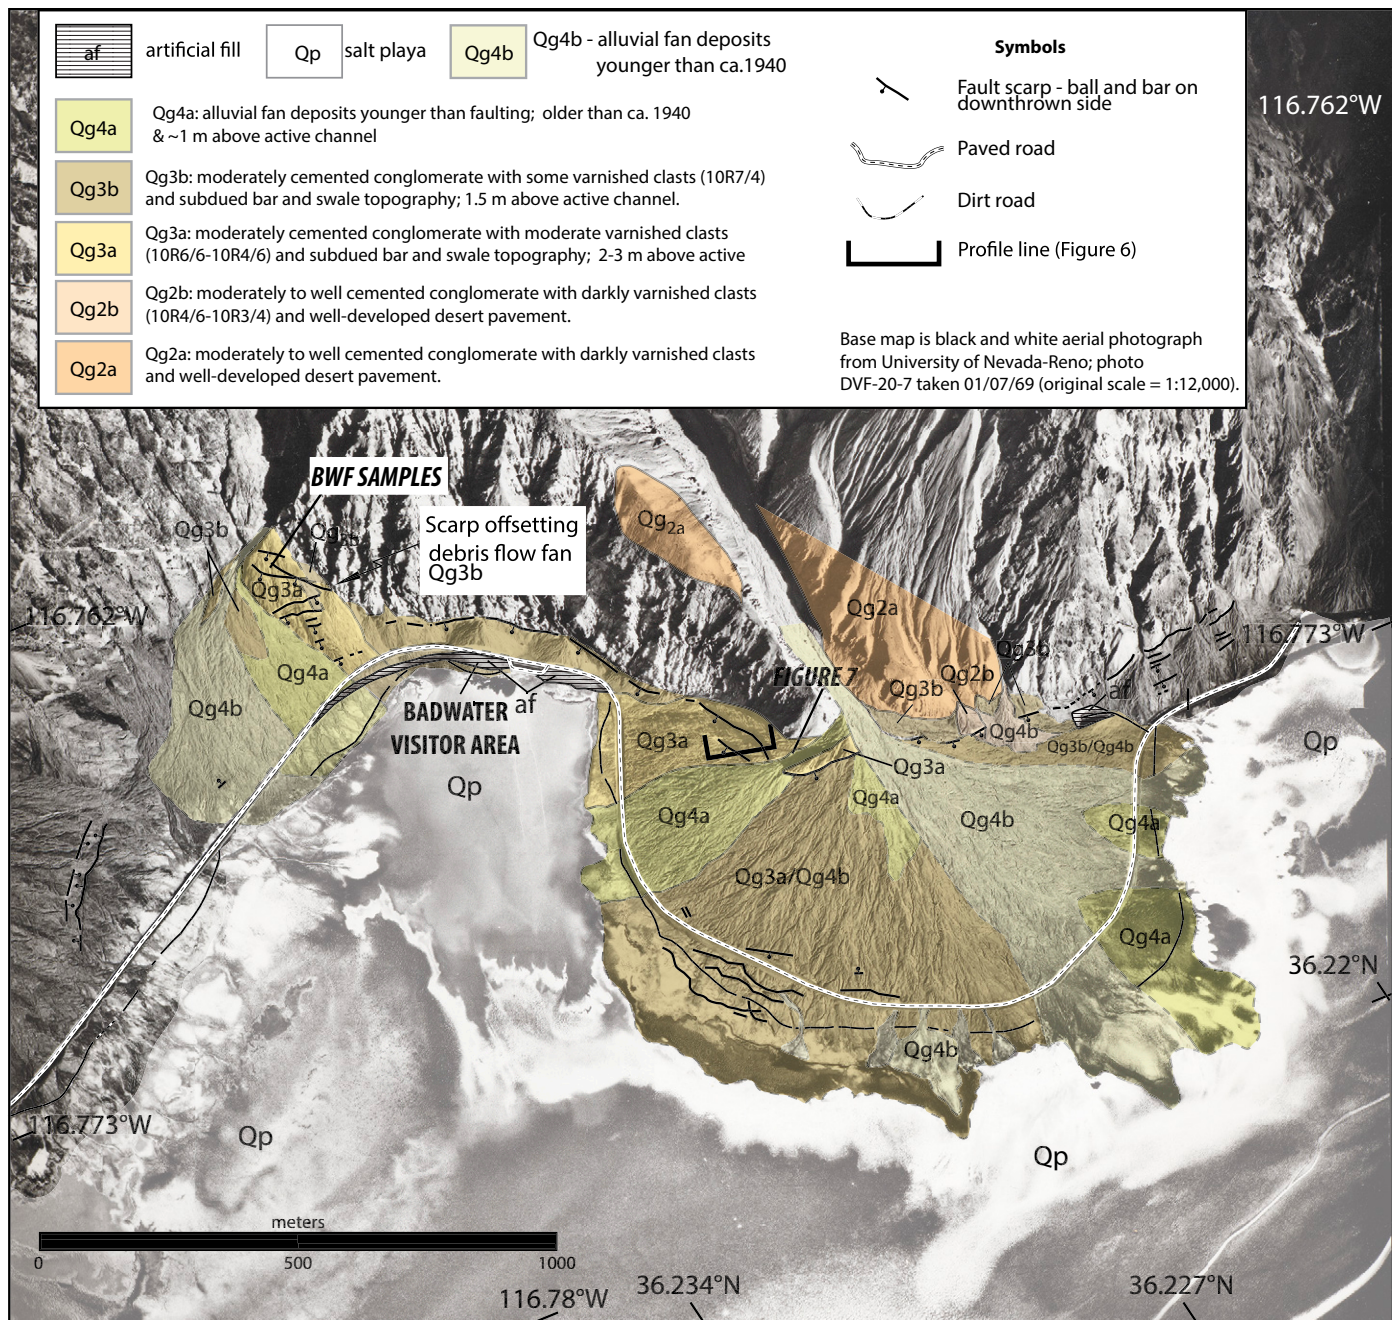 af
artificial fill
Qp
salt playa
Qg4b
Qg4b - alluvial fan deposits
younger than ca.1940
Qg4a
Qg4a: alluvial fan deposits younger than faulting; older than ca. 1940
& ~1 m above active channel
Qg3b
Qg3b: moderately cemented conglomerate with some varnished clasts (10R7/4)
and subdued bar and swale topography; 1.5 m above active channel.
Qg3a
Qg3a: moderately cemented conglomerate with moderate varnished clasts
(10R6/6-10R4/6) and subdued bar and swale topography; 2-3 m above active
Qg2b
Qg2b: moderately to well cemented conglomerate with darkly varnished clasts
(10R4/6-10R3/4) and well-developed desert pavement.
Qg2a
Qg2a: moderately to well cemented conglomerate with darkly varnished clasts
and well-developed desert pavement.
Symbols
Fault scarp - ball and bar on
downthrown side
Paved road
Dirt road
Profile line (Figure 6)
Base map is black and white aerial photograph
from University of Nevada-Reno; photo
DVF-20-7 taken 01/07/69 (original scale = 1:12,000).
116.762°W
BWF SAMPLES
Scarp offsetting
debris flow fan
Qg3b
Qg3b
Qg3a
116.762°W
Qg4a
Qg4b
BADWATER
VISITOR AREA
af
Qp
Qg2a
Qg2a
FIGURE 7
Qg3b
Qg2b
Qg3b
Qg4b
af
116.773°W
Qg3b/Qg4b
Qp
Qg3a
Qg3a
Qg4a
Qg4a
Qg4b
Qg4a
Qg3a/Qg4b
Qg4a
36.22°N
Qg4b
116.773°W
Qp
Qp
meters
0
500
1000
116.78°W
36.234°N
36.227°N